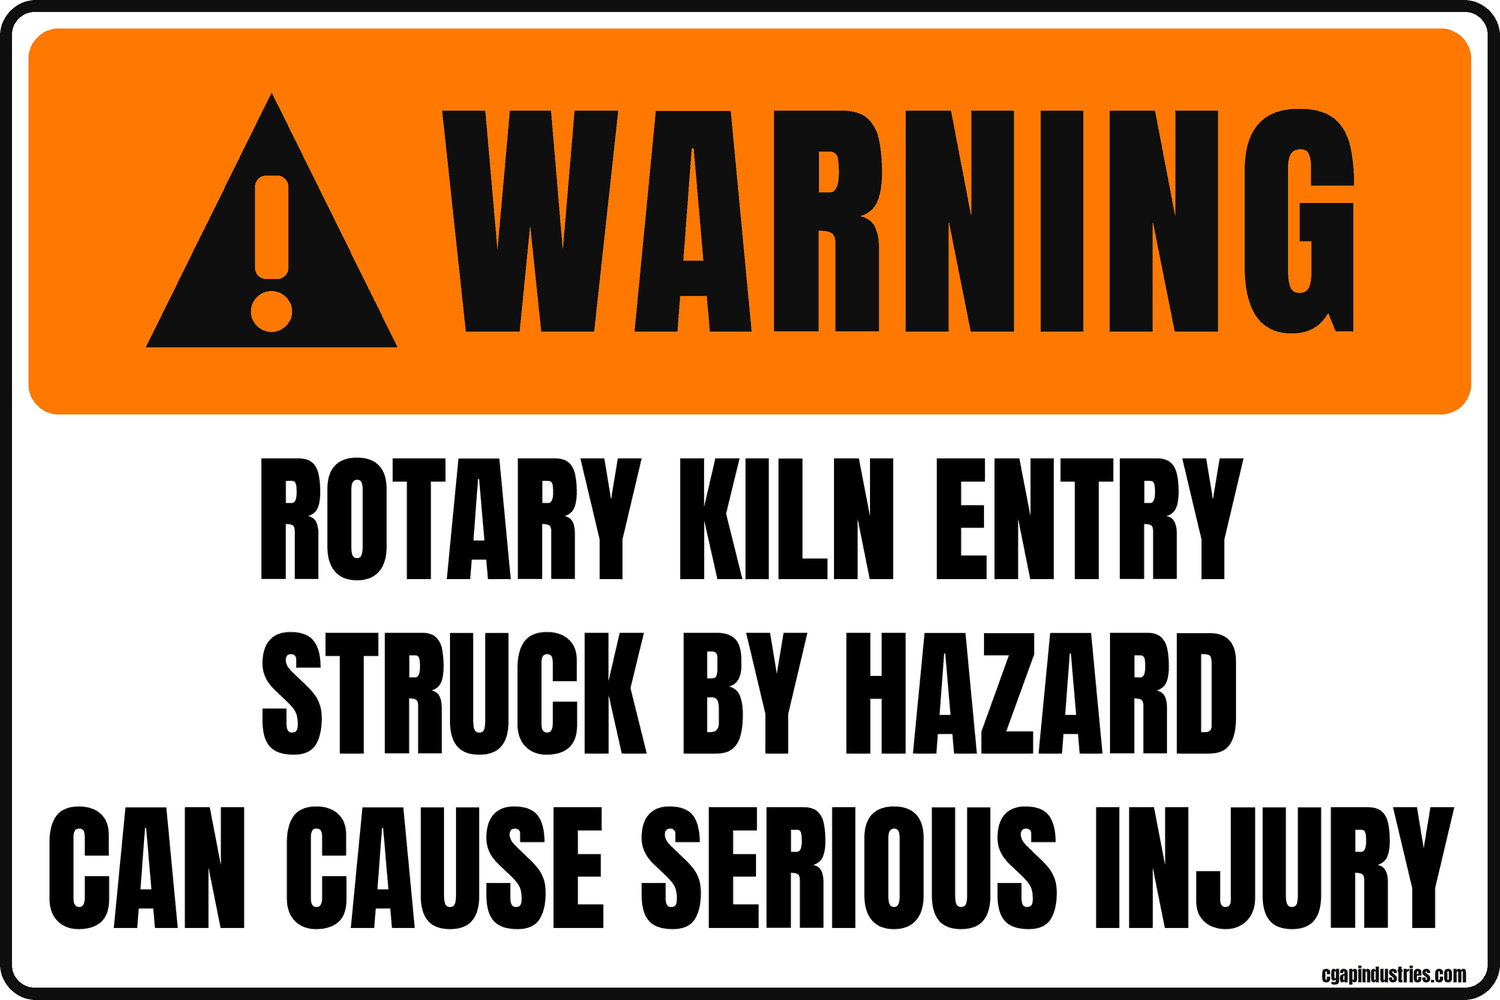 WARNING
ROTARY KILN ENTRY
STRUCK BY HAZARD
CAN CAUSE SERIOUS INJURY
cgapindustries.com